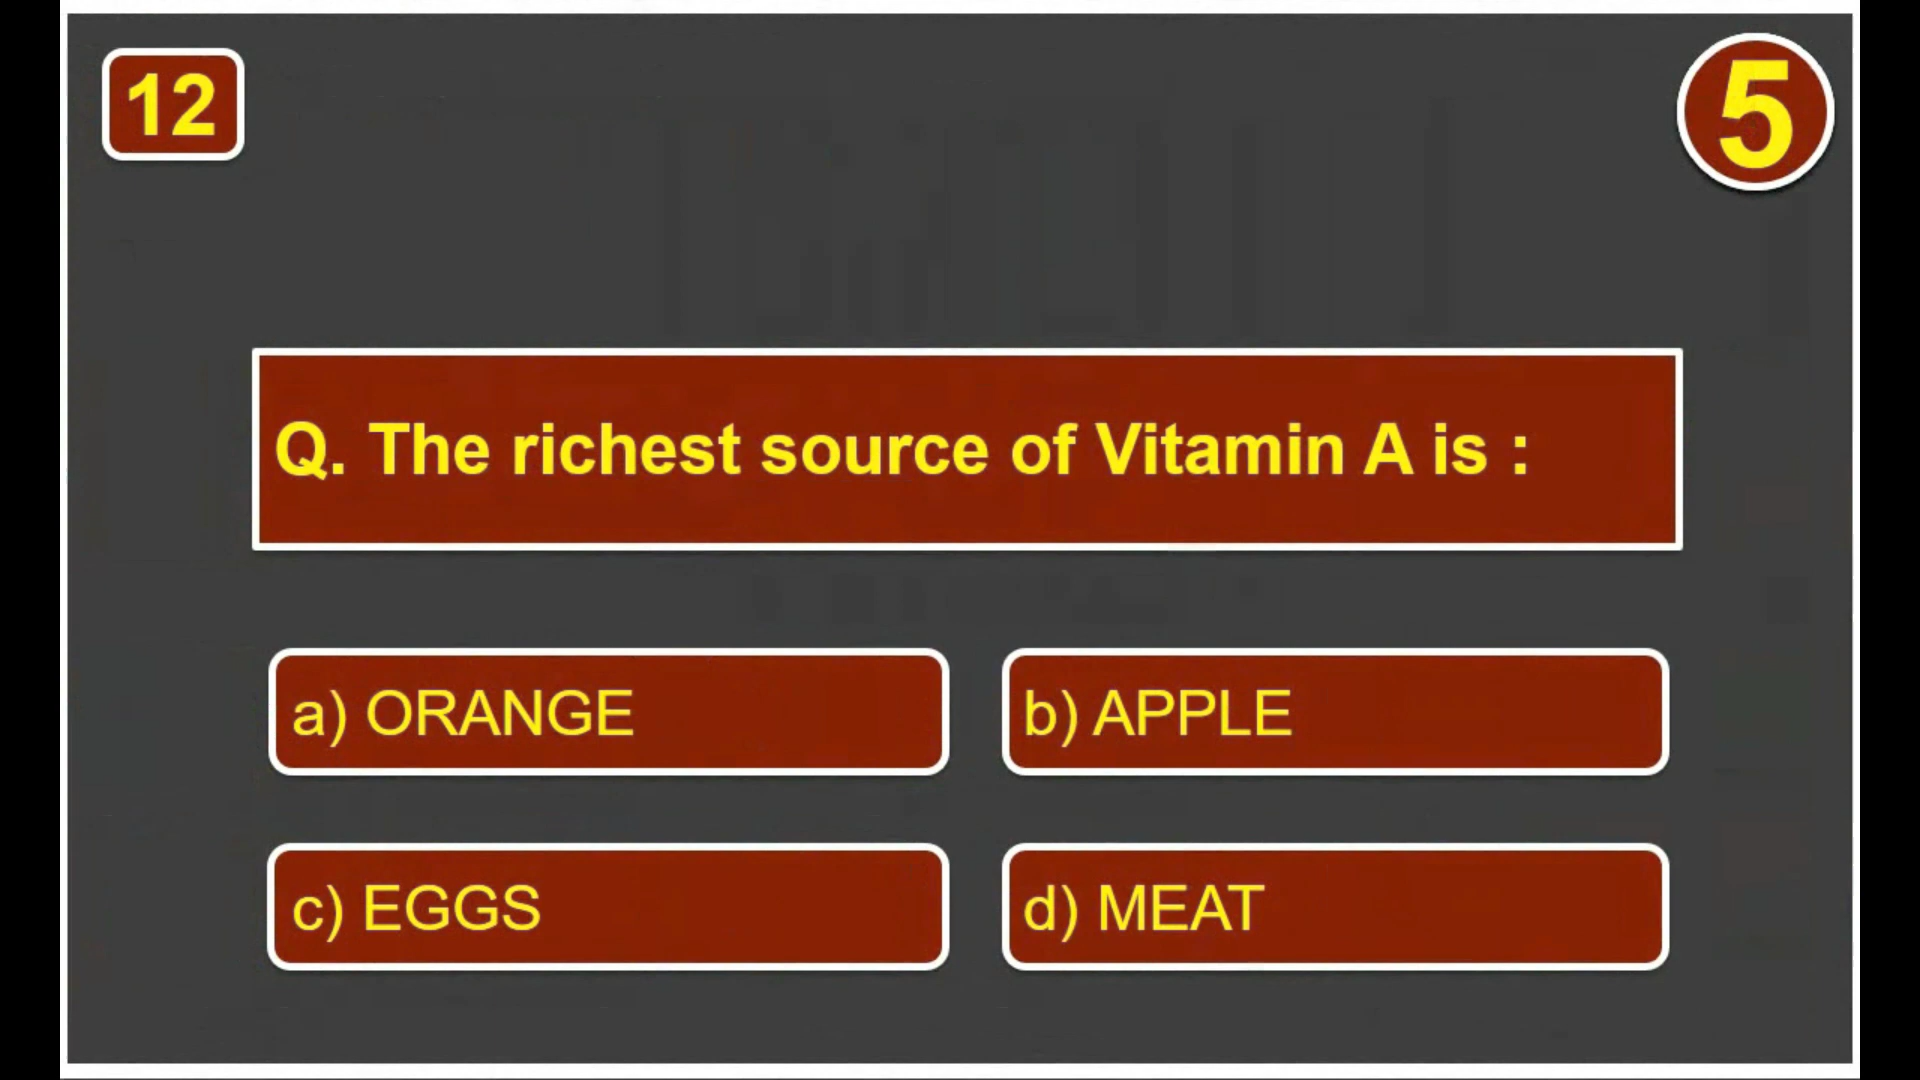 12
5
Q. The richest source of Vitamin A is :
a) ORANGE
b) APPLE
c) EGGS
d) MEAT